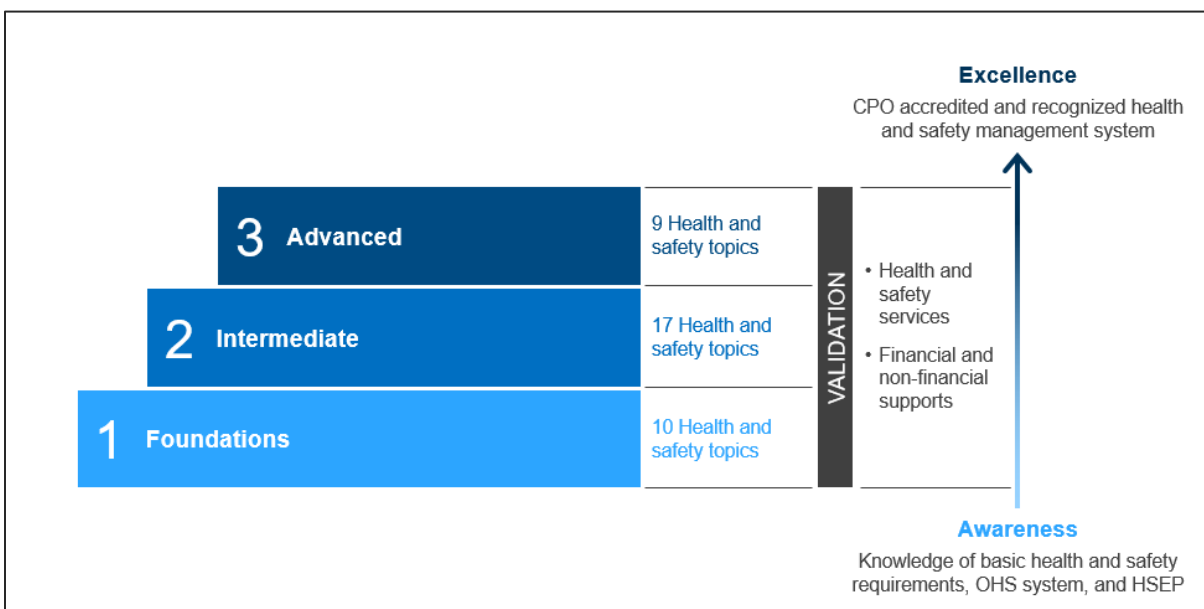 Excellence
CPO accredited and recognized health
and safety management system
3 Advanced
9 Health and
safety topics
2 Intermediate
17 Health and
safety topics
1 Foundations
10 Health and
safety topics
VALIDATION
• Health and
safety
services
• Financial and
non-financial
supports
Awareness
Knowledge of basic health and safety
requirements, OHS system, and HSEP